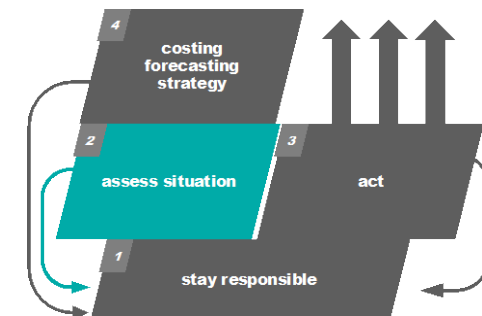 4
costing
forecasting
strategy
2
assess situation
3
act
1
stay responsible